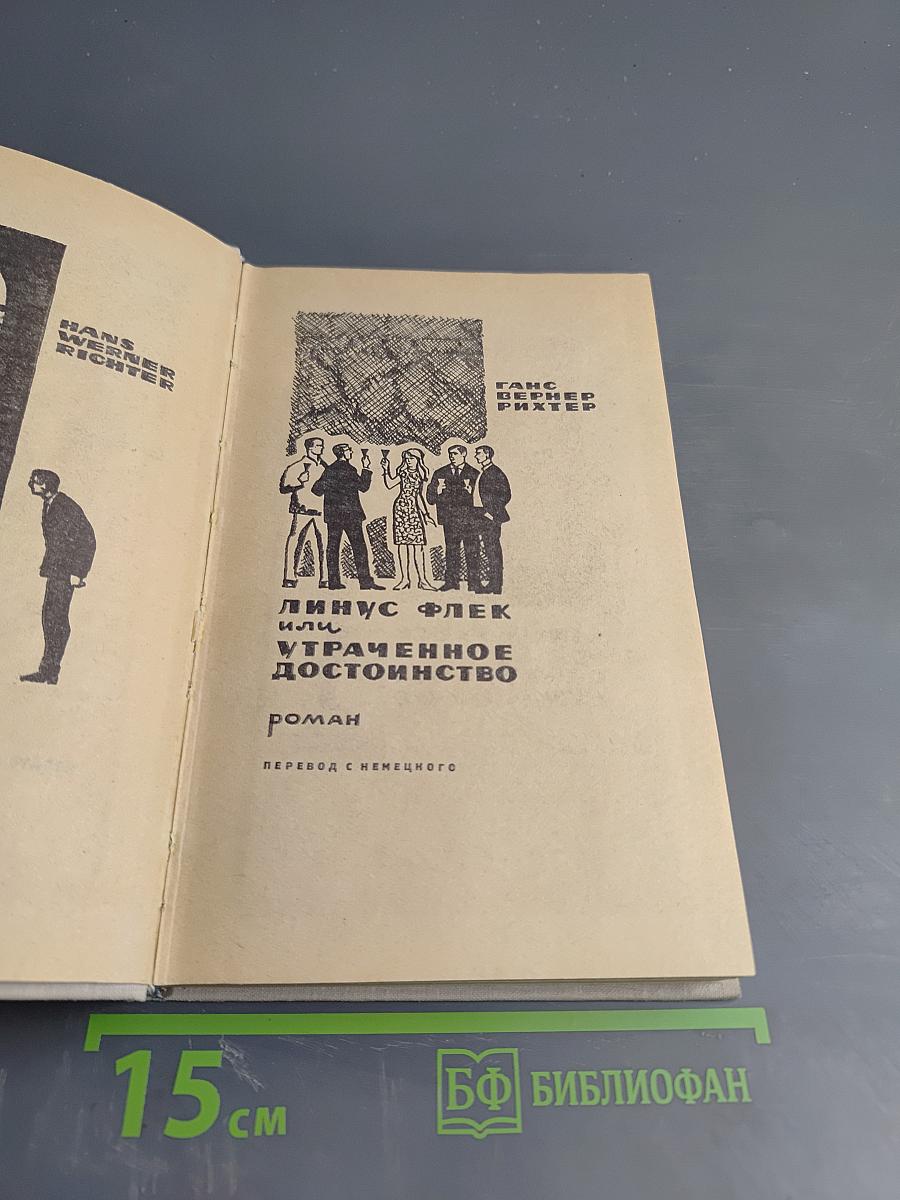 HANS
WERNER
RICHTER
ГАНС
ВЕРНЕР
РИХТЕР
ЛИНУС ФЛЕК
или
УТРАЧЕННОЕ
ДОСТОИНСТВО
роман
ПЕРЕВОД С НЕМЕЦКОГО
15 см
БФ БИБЛИОФАН